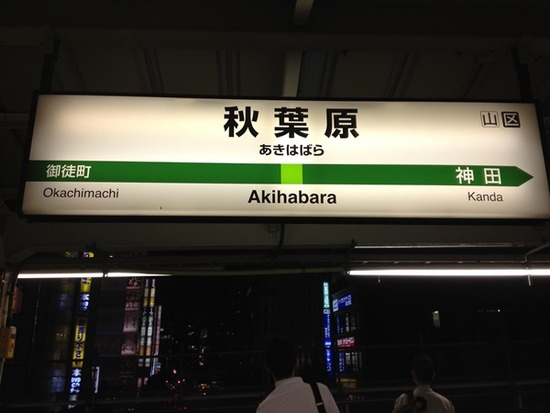 秋葉原
山区
あきはばら
御徒町
神田
Okachimachi
Akihabara
Kanda